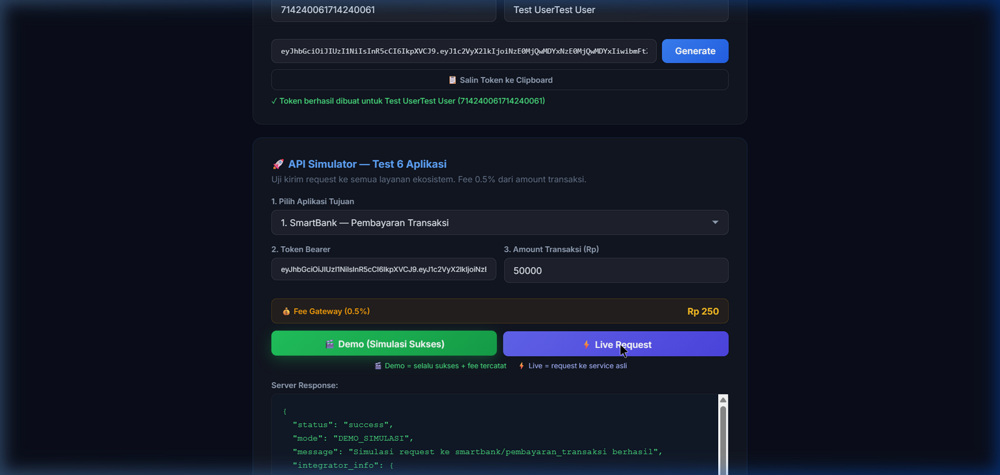 714240061714240061
Test UserTest User
Generate
📋 Salin Token ke Clipboard
✓ Token berhasil dibuat untuk Test UserTest User (714240061714240061)
🚀 API Simulator — Test 6 Aplikasi
Uji kirim request ke semua layanan ekosistem. Fee 0.5% dari amount transaksi.
1. Pilih Aplikasi Tujuan
1. SmartBank — Pembayaran Transaksi
2. Token Bearer
3. Amount Transaksi (Rp)
50000
💰 Fee Gateway (0.5%)
Rp 250
🎬 Demo (Simulasi Sukses)
⚡ Live Request
🎬 Demo = selalu sukses + fee tercatat
⚡ Live = request ke service asli
Server Response:
{
"status": "success",
"mode": "DEMO_SIMULASI",
"message": "Simulasi request ke smartbank/pembayaran_transaksi berhasil",
"integrator_info": {